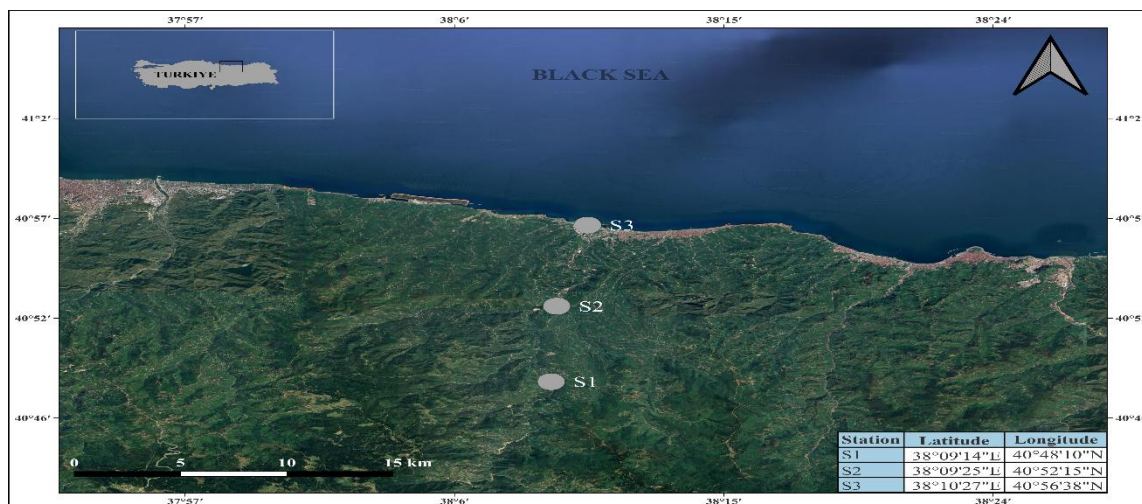 37°57′ 38°6′ 38°15′ 38°24′
TURKIYE
BLACK SEA
41°2′ 41°2′
40°57′ 40°57′
S3
40°52′ 40°52′
S2
S1
40°46′ 40°46′
Station Latitude Longitude
S1 38°09'14"E 40°48'10"N
S2 38°09'25"E 40°52'15"N
S3 38°10'27"E 40°56'38"N
0 5 10 15 km
37°57′ 38°6′ 38°15′ 38°24′